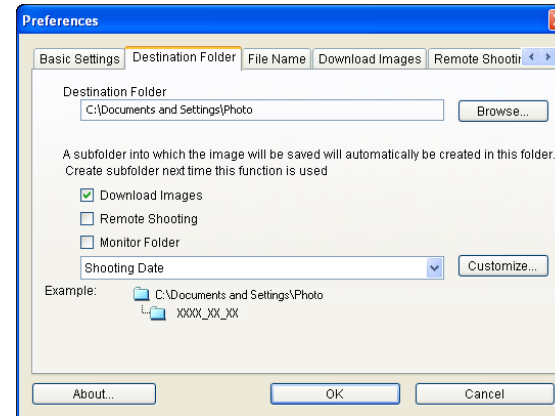 Preferences
Basic Settings Destination Folder File Name Download Images Remote Shootin
Destination Folder
C:\Documents and Settings\Photo Browse...
A subfolder into which the image will be saved will automatically be created in this folder.
Create subfolder next time this function is used
Download Images
Remote Shooting
Monitor Folder
Shooting Date Customize...
Example: C:\Documents and Settings\Photo
XXXX_XX_XX
About... OK Cancel